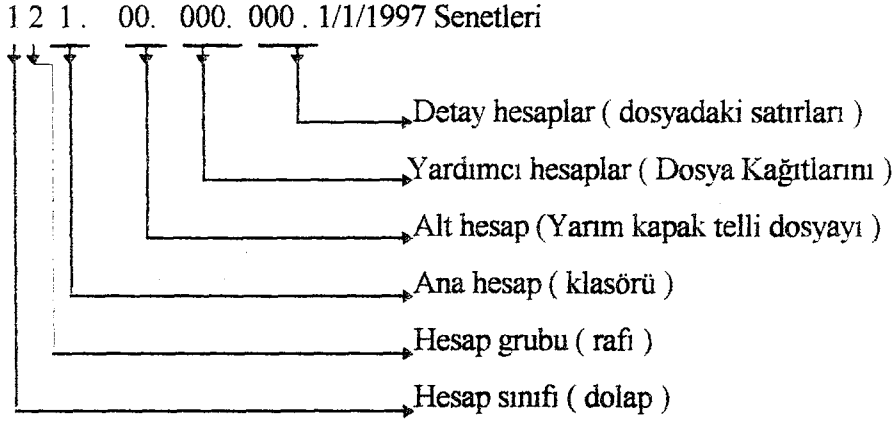 1 2 1 . 00. 000. 000 . 1/1/1997 Senetleri
Detay hesaplar ( dosyadaki satırları )
Yardımcı hesaplar ( Dosya Kağıtlarını )
Alt hesap (Yarım kapak telli dosyayı )
Ana hesap ( klasörü )
Hesap grubu ( rafı )
Hesap sınıfı ( dolap )